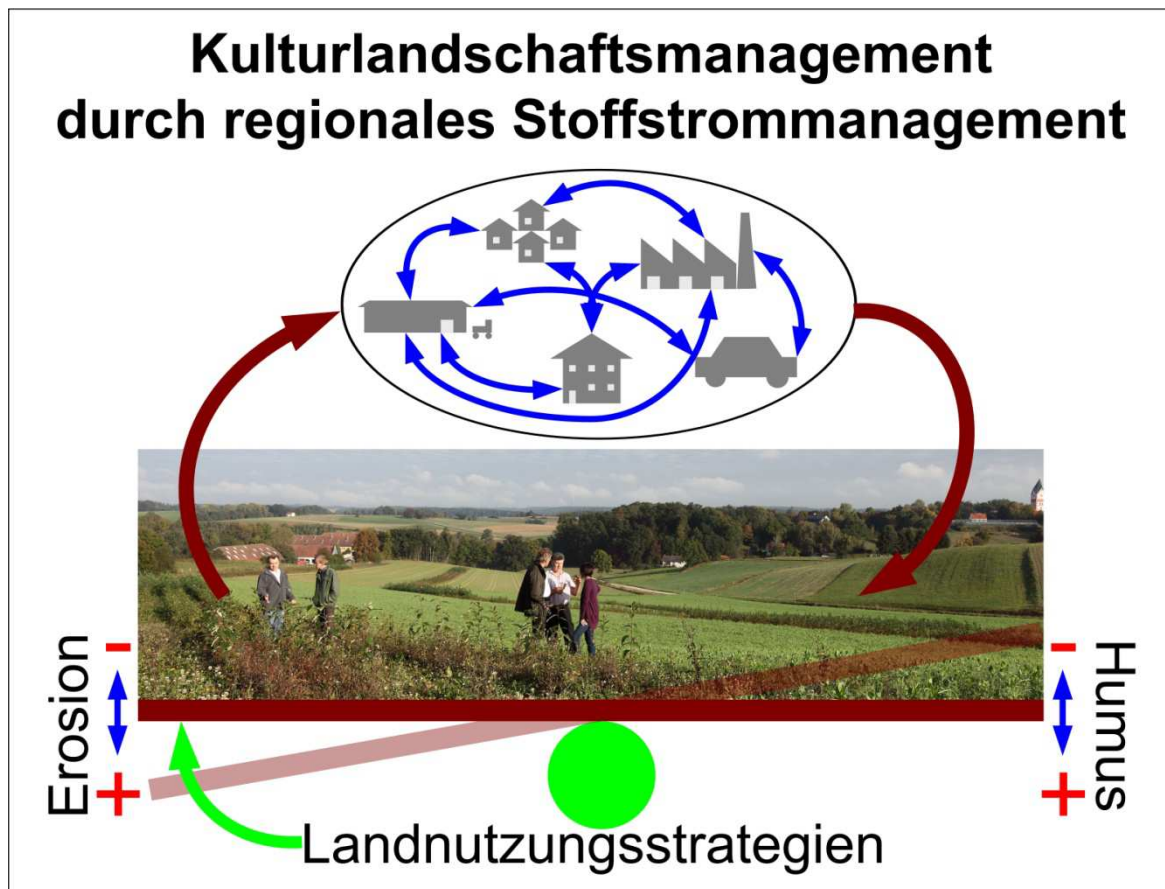 Kulturlandschaftsmanagement
durch regionales Stoffstrommanagement
Erosion
-
+
Humus
-
+
Landnutzungsstrategien